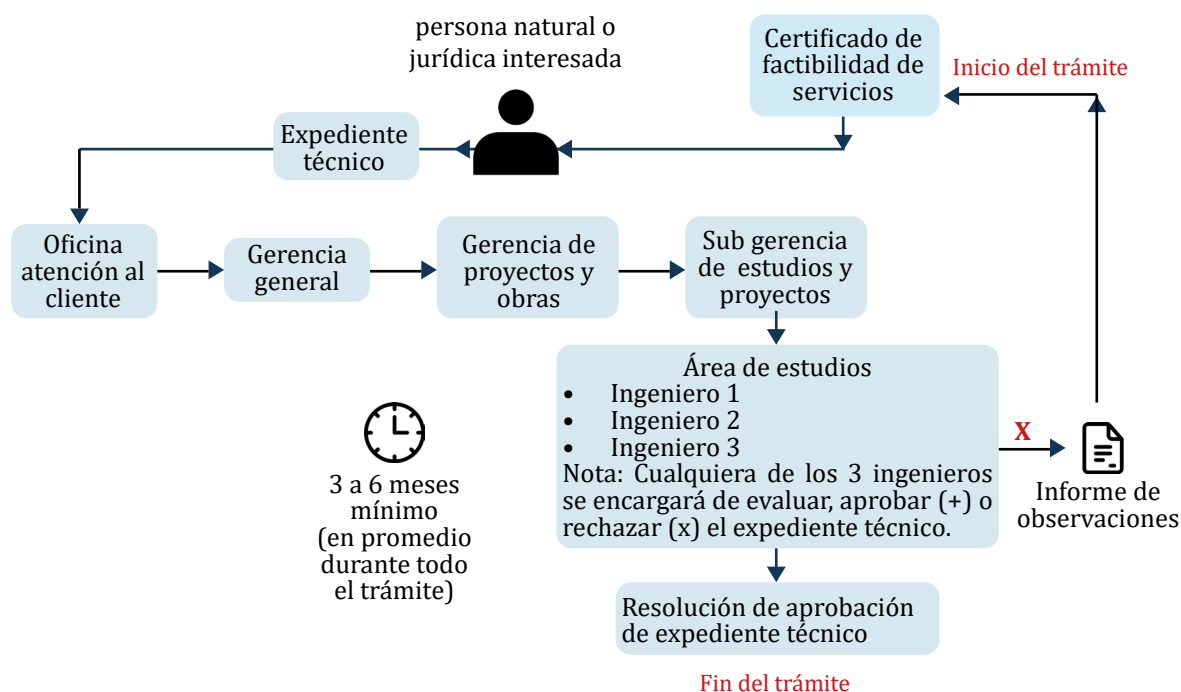 persona natural o
jurídica interesada
Certificado de
factibilidad de
servicios
Inicio del trámite
Expediente
técnico
Oficina
atención al
cliente
Gerencia
general
Gerencia de
proyectos y
obras
Sub gerencia
de estudios y
proyectos
Área de estudios
• Ingeniero 1
• Ingeniero 2
• Ingeniero 3
Nota: Cualquiera de los 3 ingenieros
se encargará de evaluar, aprobar (+) o
rechazar (x) el expediente técnico.
X
Informe de
observaciones
3 a 6 meses
mínimo
(en promedio
durante todo
el trámite)
Resolución de aprobación
de expediente técnico
Fin del trámite